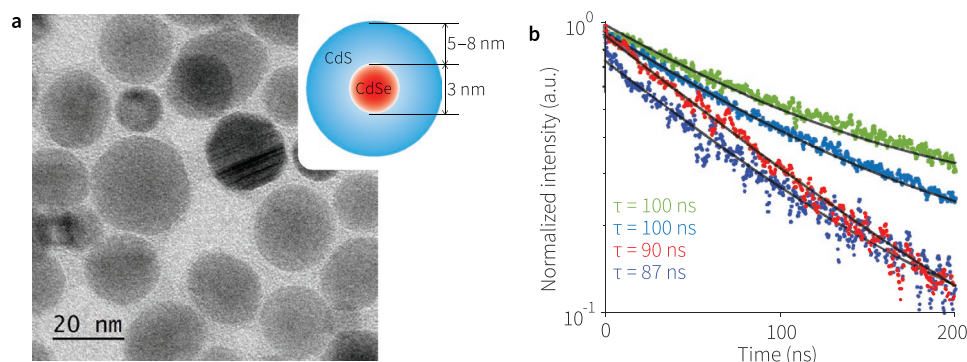 a
CdS
CdSe
5–8 nm
3 nm
20 nm
b
Normalized intensity (a.u.)
10⁰
10⁻¹
τ = 100 ns
τ = 100 ns
τ = 90 ns
τ = 87 ns
0
100
200
Time (ns)